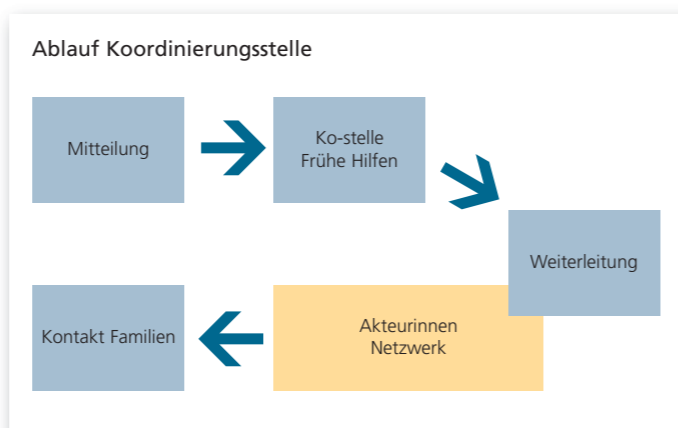 Ablauf Koordinierungsstelle
Mitteilung
Ko-stelle
Frühe Hilfen
Weiterleitung
Akteurinnen
Netzwerk
Kontakt Familien